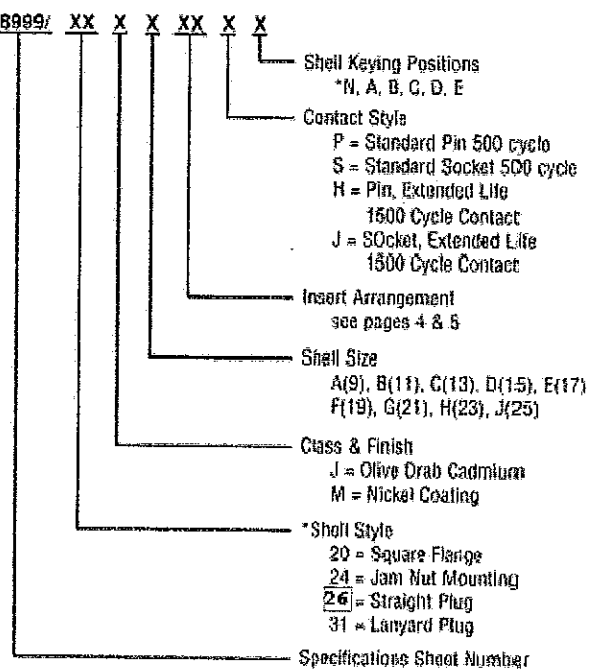 8999/ XX X X XX X X
Shell Keying Positions
*N, A, B, C, D, E
Contact Style
P = Standard Pin 500 cycle
S = Standard Socket 500 cycle
H = Pin, Extended Life
1500 Cycle Contact
J = SOcket, Extended Life
1500 Cycle Contact
Insert Arrangement
see pages 4 & 5
Shell Size
A(9), B(11), C(13), D(15), E(17)
F(19), G(21), H(23), J(25)
Class & Finish
J = Olive Drab Cadmium
M = Nickel Coating
*Shell Style
20 = Square Flange
24 = Jam Nut Mounting
26 = Straight Plug
31 = Lanyard Plug
Specifications Sheet Number